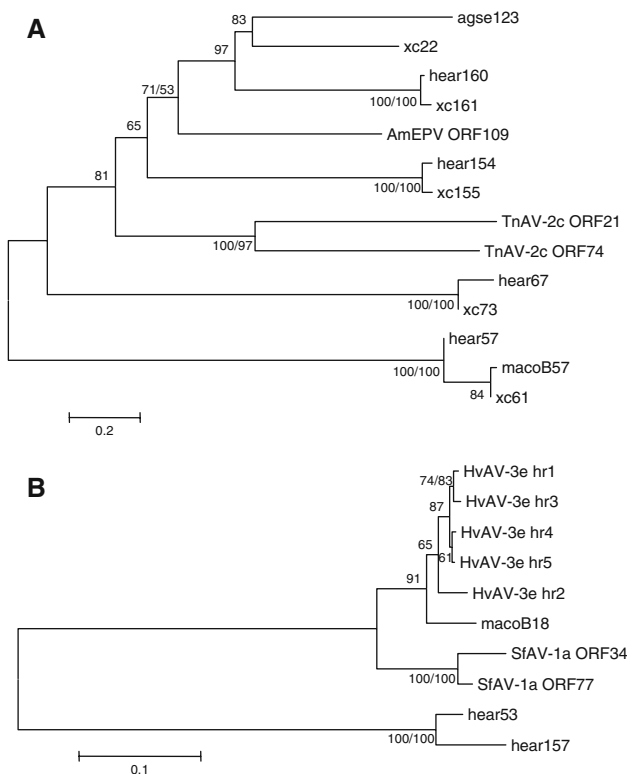 A
83
agse123
xc22
97
hear160
100/100
xc161
71/53
AmEPV ORF109
65
hear154
100/100
xc155
81
TnAV-2c ORF21
100/97
TnAV-2c ORF74
hear67
100/100
xc73
hear57
100/100
macoB57
84
xc61
0.2
B
74/83
HvAV-3e hr1
HvAV-3e hr3
87
HvAV-3e hr4
61
HvAV-3e hr5
65
HvAV-3e hr2
91
macoB18
SfAV-1a ORF34
100/100
SfAV-1a ORF77
hear53
100/100
hear157
0.1